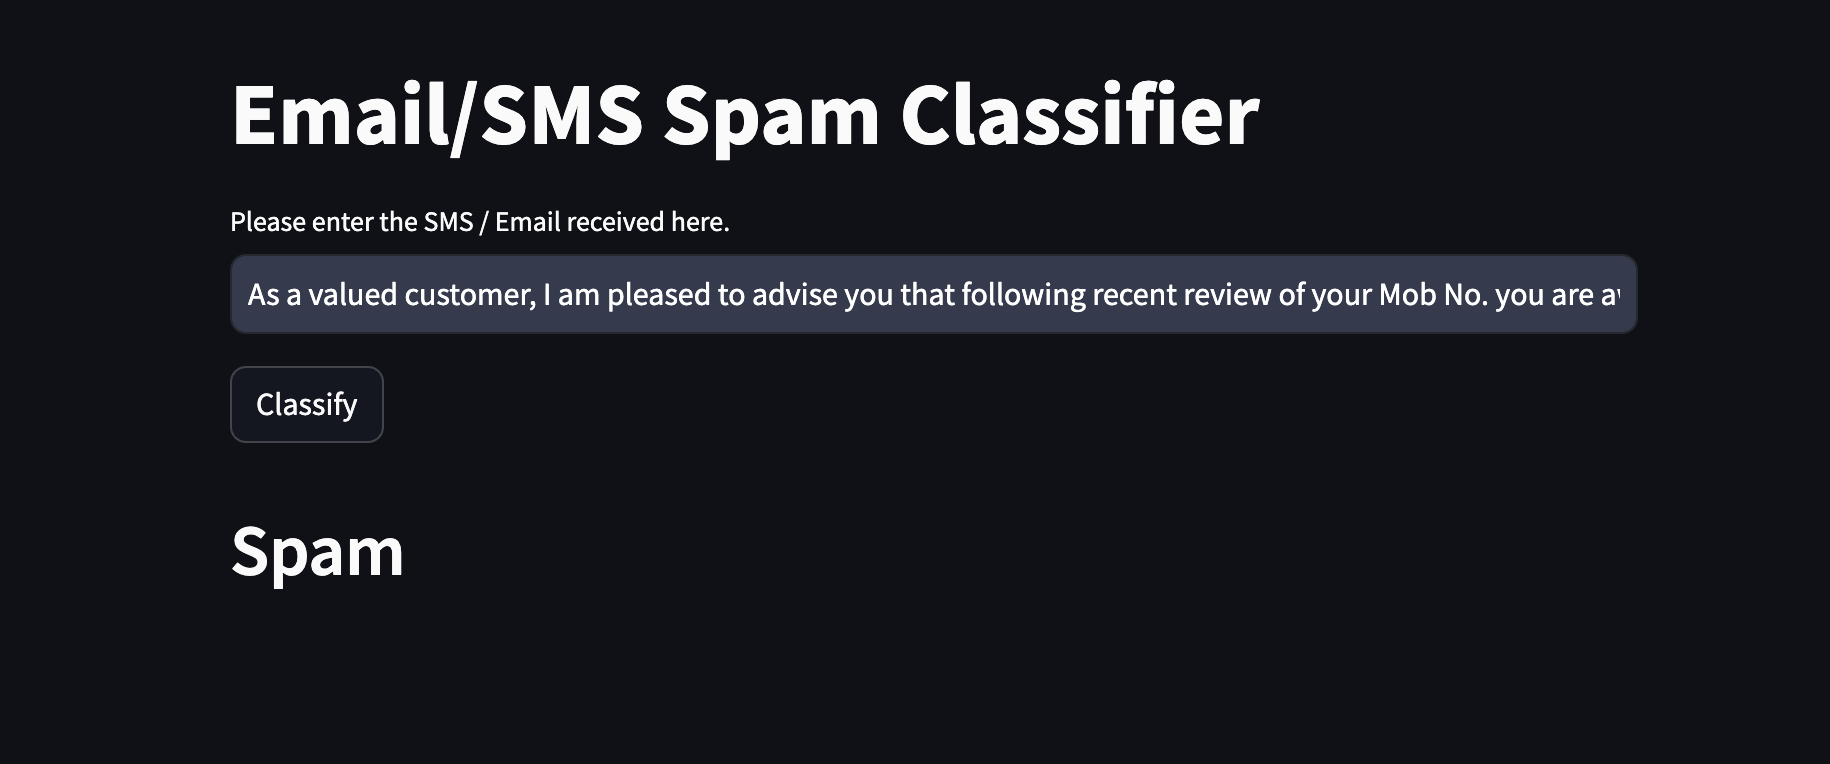 Email/SMS Spam Classifier
Please enter the SMS / Email received here.
As a valued customer, I am pleased to advise you that following recent review of your Mob No. you are
Classify
Spam